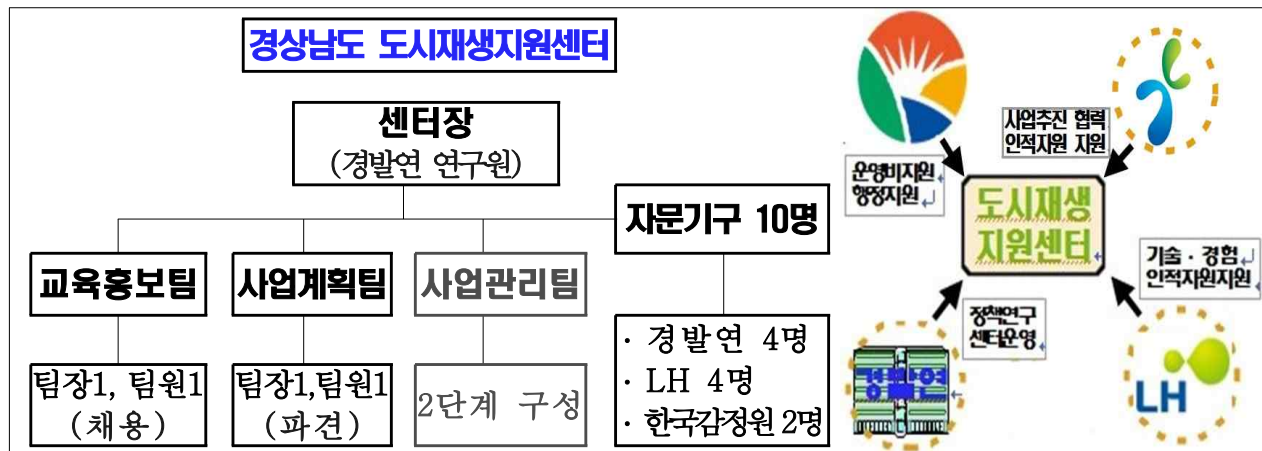 경상남도 도시재생지원센터
센터장
(경발연 연구원)
자문기구 10명
교육홍보팀
사업계획팀
사업관리팀
팀장1, 팀원1
(채용)
팀장1,팀원1
(파견)
2단계 구성
· 경발연 4명
· LH 4명
· 한국감정원 2명
사업추진 협력
인적자원 지원
운영비지원
행정지원
도시재생
지원센터
기술 · 경험
인적자원지원
정책연구
센터운영
경발연
LH